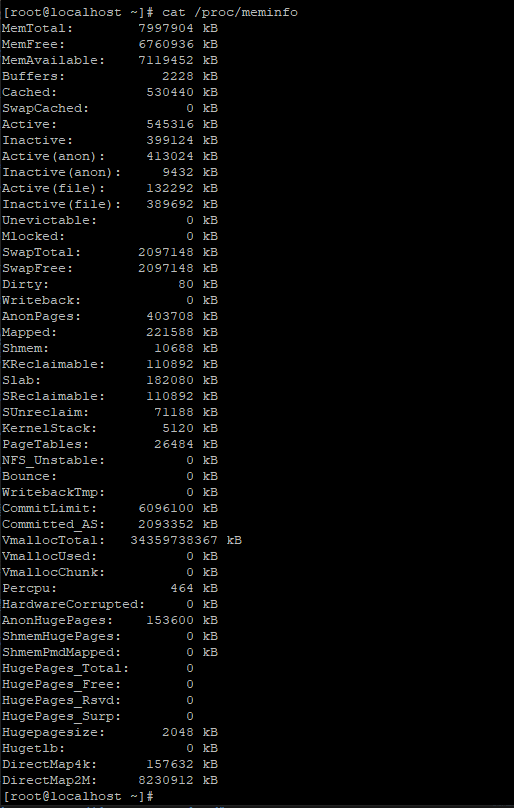 [root@localhost ~]# cat /proc/meminfo
MemTotal:        7997904 kB
MemFree:         6760936 kB
MemAvailable:    7119452 kB
Buffers:            2228 kB
Cached:           530440 kB
SwapCached:            0 kB
Active:           545316 kB
Inactive:         399124 kB
Active(anon):     413024 kB
Inactive(anon):     9432 kB
Active(file):     132292 kB
Inactive(file):   389692 kB
Unevictable:           0 kB
Mlocked:               0 kB
SwapTotal:       2097148 kB
SwapFree:        2097148 kB
Dirty:                80 kB
Writeback:             0 kB
AnonPages:        403708 kB
Mapped:           221588 kB
Shmem:             10688 kB
KReclaimable:     110892 kB
Slab:             182080 kB
SReclaimable:     110892 kB
SUnreclaim:        71188 kB
KernelStack:        5120 kB
PageTables:        26484 kB
NFS_Unstable:          0 kB
Bounce:                0 kB
WritebackTmp:          0 kB
CommitLimit:     6096100 kB
Committed_AS:    2093352 kB
VmallocTotal:   34359738367 kB
VmallocUsed:           0 kB
VmallocChunk:          0 kB
Percpu:              464 kB
HardwareCorrupted:     0 kB
AnonHugePages:    153600 kB
ShmemHugePages:        0 kB
ShmemPmdMapped:        0 kB
HugePages_Total:       0
HugePages_Free:        0
HugePages_Rsvd:        0
HugePages_Surp:        0
Hugepagesize:       2048 kB
Hugetlb:               0 kB
DirectMap4k:      157632 kB
DirectMap2M:     8230912 kB
[root@localhost ~]#